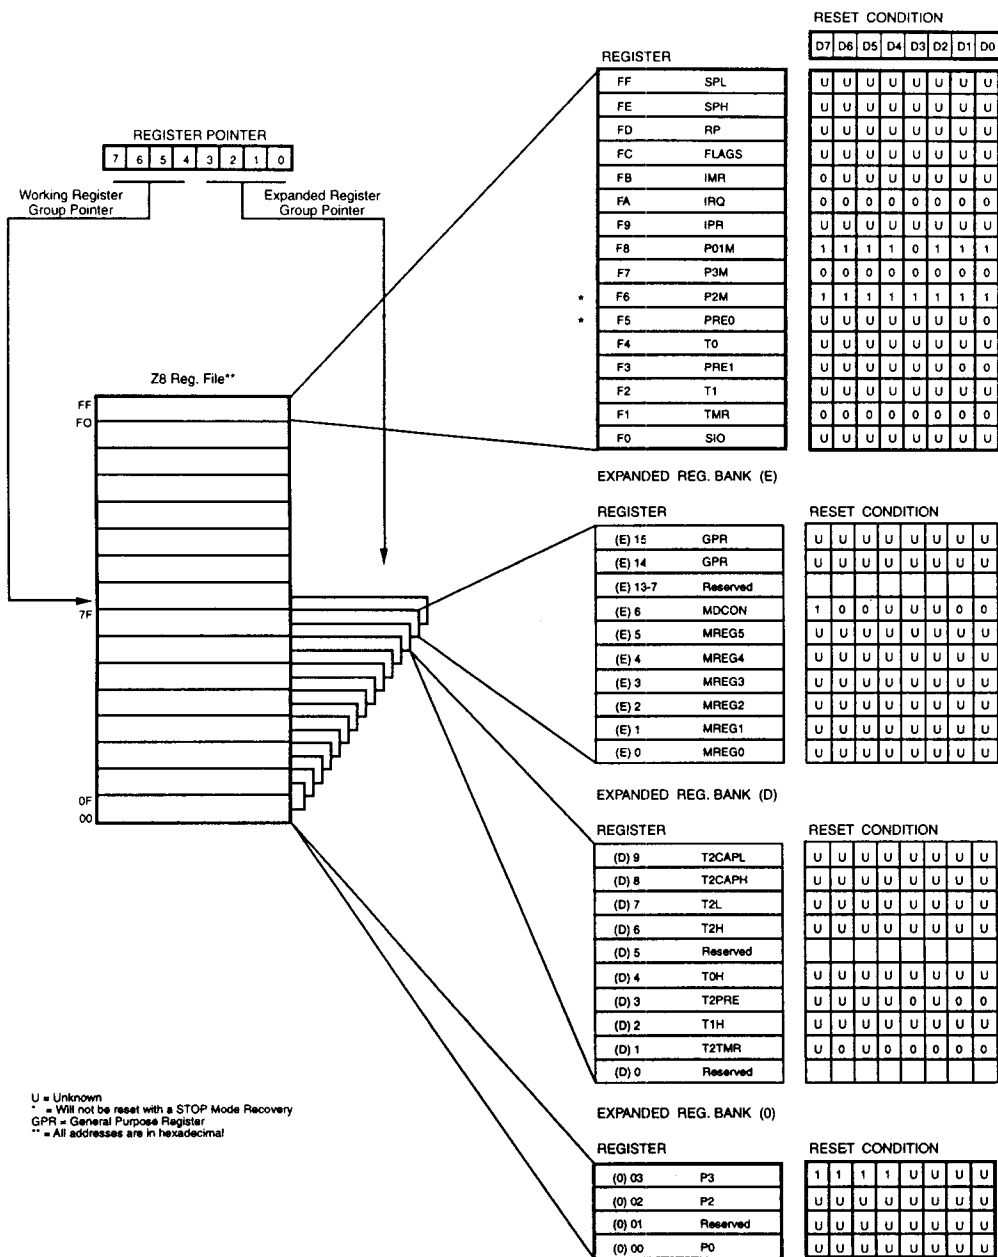 RESET CONDITION
D7 D6 D5 D4 D3 D2 D1 D0
REGISTER
FF SPL U U U U U U U U
FE SPH U U U U U U U U
FD RP U U U U U U U U
FC FLAGS U U U U U U U U
FB IMR 0 U U U U U U U
FA IRQ 0 0 0 0 0 0 0 0
F9 IPR U U U U U U U U
F8 P01M 1 1 1 1 0 1 1 1
F7 P3M 0 0 0 0 0 0 0 0
* F6 P2M 1 1 1 1 1 1 1 1
* F5 PRE0 U U U U U U U 0
F4 T0 U U U U U U U U
F3 PRE1 U U U U U U 0 0
F2 T1 U U U U U U U U
F1 TMR 0 0 0 0 0 0 0 0
F0 SIO U U U U U U U U
REGISTER POINTER
7 6 5 4 3 2 1 0
Working Register
Group Pointer
Expanded Register
Group Pointer
Z8 Reg. File**
FF
FO
7F
0F
00
EXPANDED REG. BANK (E)
REGISTER RESET CONDITION
(E) 15 GPR U U U U U U U U
(E) 14 GPR U U U U U U U U
(E) 13-7 Reserved
(E) 6 MDCON 1 0 0 U U U 0 0
(E) 5 MREG5 U U U U U U U U
(E) 4 MREG4 U U U U U U U U
(E) 3 MREG3 U U U U U U U U
(E) 2 MREG2 U U U U U U U U
(E) 1 MREG1 U U U U U U U U
(E) 0 MREG0 U U U U U U U U
EXPANDED REG. BANK (D)
REGISTER RESET CONDITION
(D) 9 T2CAPL U U U U U U U U
(D) 8 T2CAPH U U U U U U U U
(D) 7 T2L U U U U U U U U
(D) 6 T2H U U U U U U U U
(D) 5 Reserved
(D) 4 T0H U U U U U U U U
(D) 3 T2PRE U U U U 0 U 0 0
(D) 2 T1H U U U U U U U U
(D) 1 T2TMR U 0 U 0 0 0 0 0
(D) 0 Reserved
U = Unknown
* = Will not be reset with a STOP Mode Recovery
GPR = General Purpose Register
** = All addresses are in hexadecimal
EXPANDED REG. BANK (0)
REGISTER RESET CONDITION
(0) 03 P3 1 1 1 1 U U U U
(0) 02 P2 U U U U U U U U
(0) 01 Reserved U U U U U U U U
(0) 00 P0 U U U U U U U U